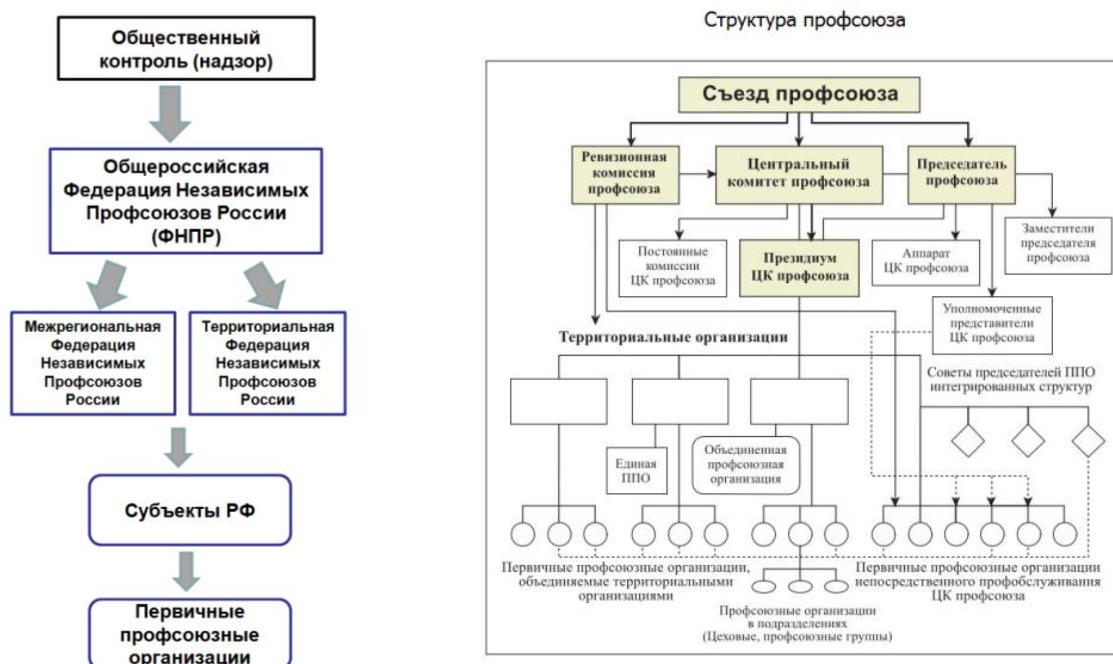 Общественный
контроль (надзор)
Общероссийская
Федерация Независимых
Профсоюзов России
(ФНПР)
Межрегиональная
Федерация
Независимых
Профсоюзов
России
Территориальная
Федерация
Независимых
Профсоюзов
России
Субъекты РФ
Первичные
профсоюзные
организации
Структура профсоюза
Съезд профсоюза
Ревизионная
комиссия
профсоюза
Центральный
комитет профсоюза
Председатель
профсоюза
Постоянные
комиссии
ЦК профсоюза
Президиум
ЦК профсоюза
Аппарат
ЦК профсоюза
Заместители
председателя
профсоюза
Уполномоченные
представители
ЦК профсоюза
Территориальные организации
Советы председателей ППО
интегрированных структур
Единая
ППО
Объединенная
профсоюзная
организация
Первичные профсоюзные организации,
объединяемые территориальными
организациями
Первичные профсоюзные организации
непосредственного профобслуживания
ЦК профсоюза
Профсоюзные организации
в подразделениях
(Цеховые, профсоюзные группы)